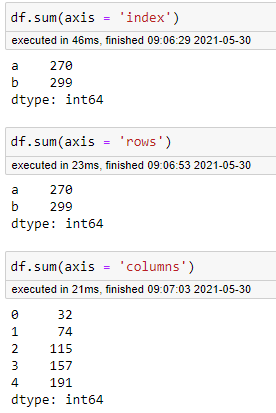 df.sum(axis = 'index')
executed in 46ms, finished 09:06:29 2021-05-30
a    270
b    299
dtype: int64
df.sum(axis = 'rows')
executed in 23ms, finished 09:06:53 2021-05-30
a    270
b    299
dtype: int64
df.sum(axis = 'columns')
executed in 21ms, finished 09:07:03 2021-05-30
0     32
1     74
2    115
3    157
4    191
dtype: int64